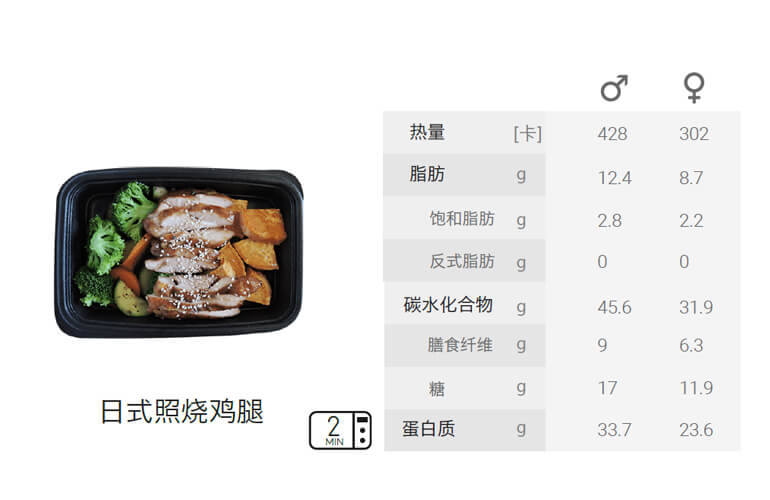 ♂ ♀
热量 [卡] 428 302
脂肪 g 12.4 8.7
饱和脂肪 g 2.8 2.2
反式脂肪 g 0 0
碳水化合物 g 45.6 31.9
膳食纤维 g 9 6.3
糖 g 17 11.9
蛋白质 g 33.7 23.6
日式照烧鸡腿
2
MIN